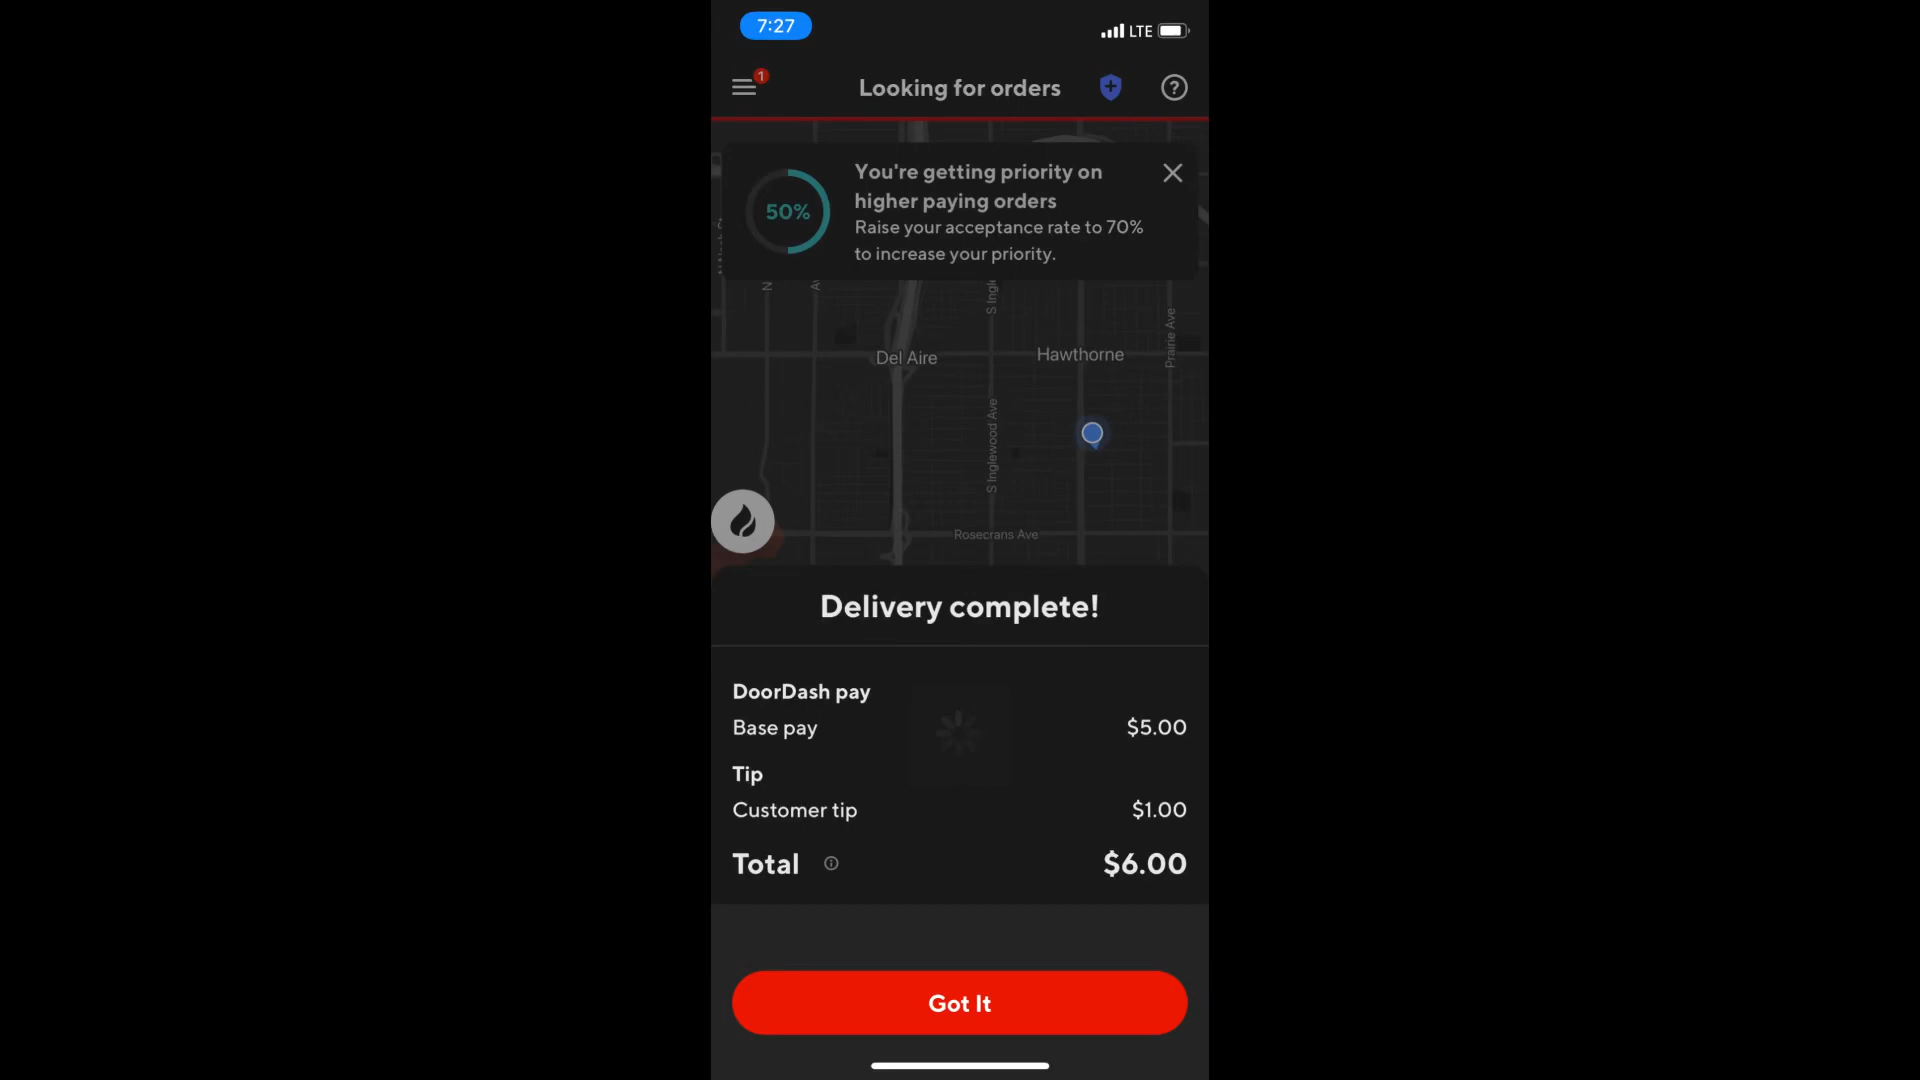 7:27
LTE
1
Looking for orders
?
50%
You're getting priority on
higher paying orders
Raise your acceptance rate to 70%
to increase your priority.
N
A
S Ingl
Prairie Ave
Del Aire
Hawthorne
S Inglewood Ave
Rosecrans Ave
Delivery complete!
DoorDash pay
Base pay $5.00
Tip
Customer tip $1.00
Total $6.00
Got It